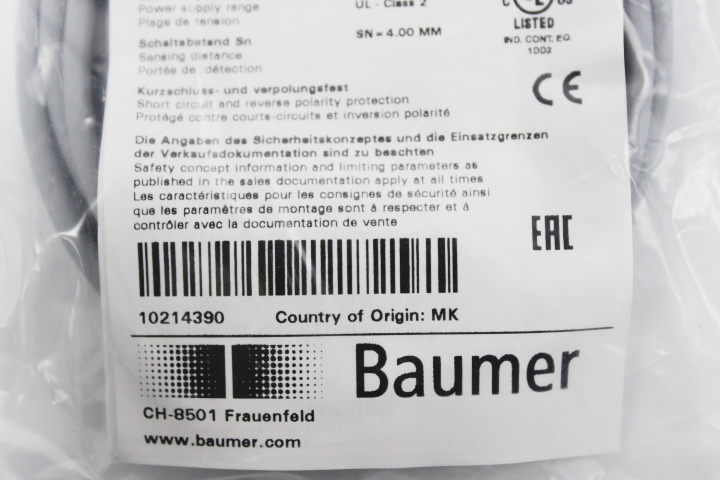 Power supply range
UL - Class 2
Plage de tension
C UL US
LISTED
IND. CONT. EQ.
1DD2
Schaltabstand Sn
SN = 4.00 MM
Sensing distance
Portée de détection
CE
Kurzschluss- und verpolungsfest
Short circuit and reverse polarity protection
Protégé contre courts-circuits et inversion polarité
Die Angaben des Sicherheitskonzeptes und die Einsatzgrenzen
der Verkaufsdokumentation sind zu beachten
Safety concept information and limiting parameters as
published in the sales documentation apply at all times
Les caractéristiques pour les consignes de sécurité ainsi
que les paramètres de montage sont à respecter et à
contrôler avec la documentation de vente
EAC
10214390 Country of Origin: MK
Baumer
CH-8501 Frauenfeld
www.baumer.com